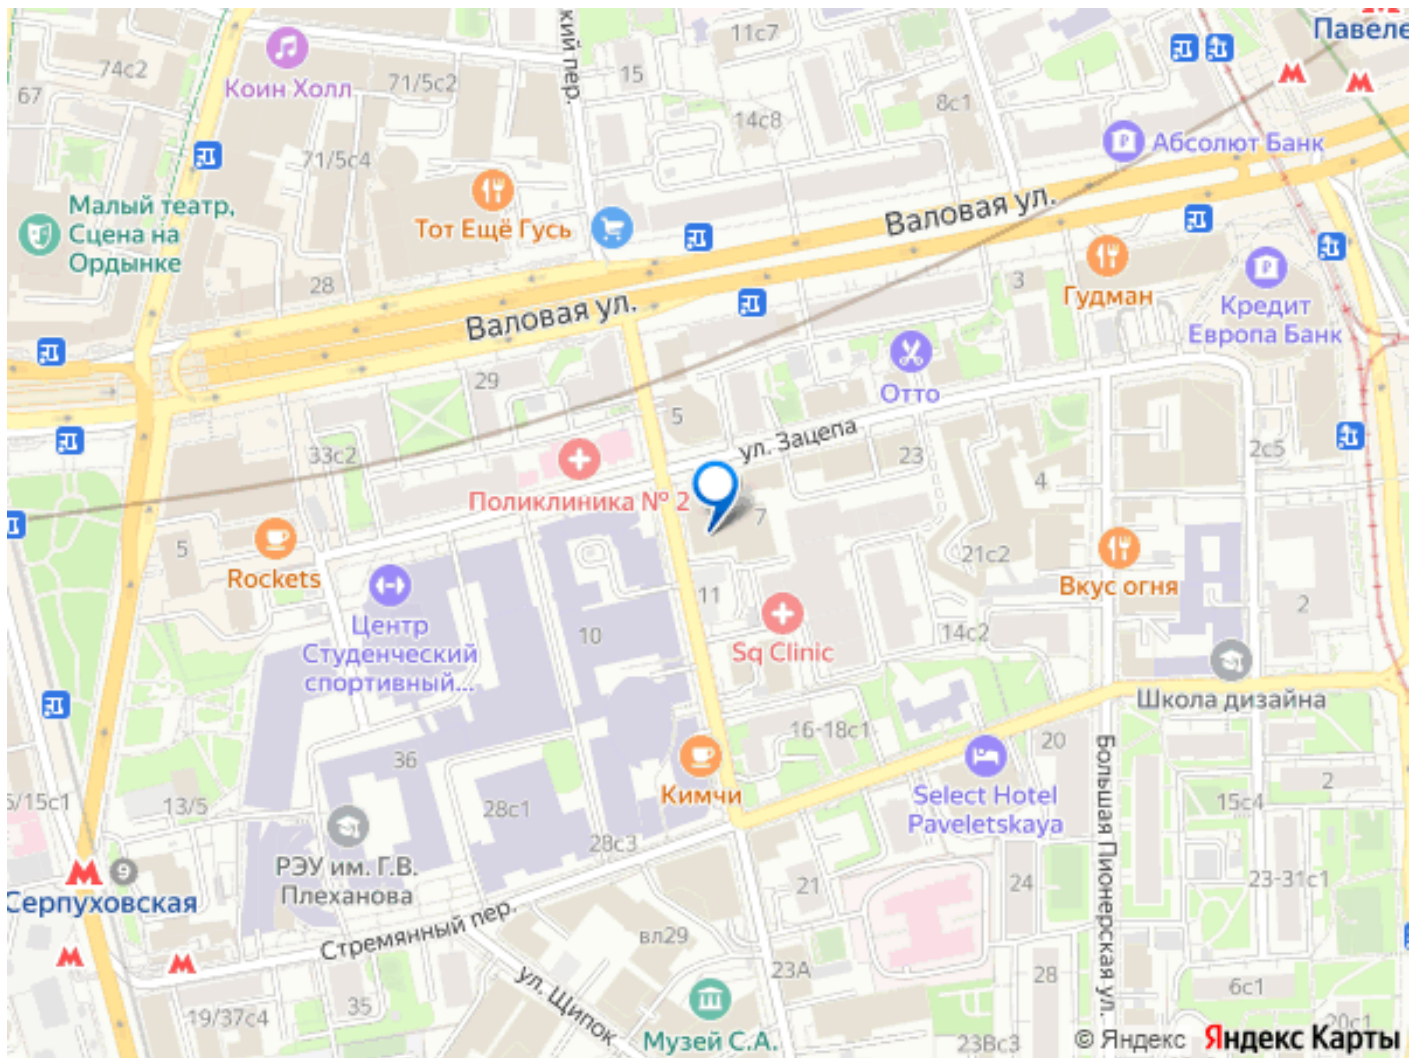 Павеле
11с7
кий пер.
74с2
Коин Холл
71/5с2
15
67
8с1
14с8
Абсолют Банк
71/5с4
Малый театр,
Сцена на
Ордынке
Тот Ещё Гусь
Валовая ул.
28
3
Гудман
Кредит
Европа Банк
Валовая ул.
29
Отто
5
ул. Зацепа
33с2
23
2с5
4
Поликлиника № 2
7
5
Rockets
21с2
Вкус огня
11
2
Центр
Студенческий
спортивный...
10
14с2
Sq Clinic
Школа дизайна
16-18с1
20
36
Большая Пионерская ул.
2
Кимчи
Select Hotel
Paveletskaya
13/5
/15с1
15с4
28с1
28с3
РЭУ им. Г.В.
Плеханова
9
21
24
23-31с1
Серпуховская
Стремянный пер.
вл29
23А
28
ул. Щипок
6с1
35
19/37с4
Музей С.А.
23Вс3
20с1
© Яндекс Яндекс Карты